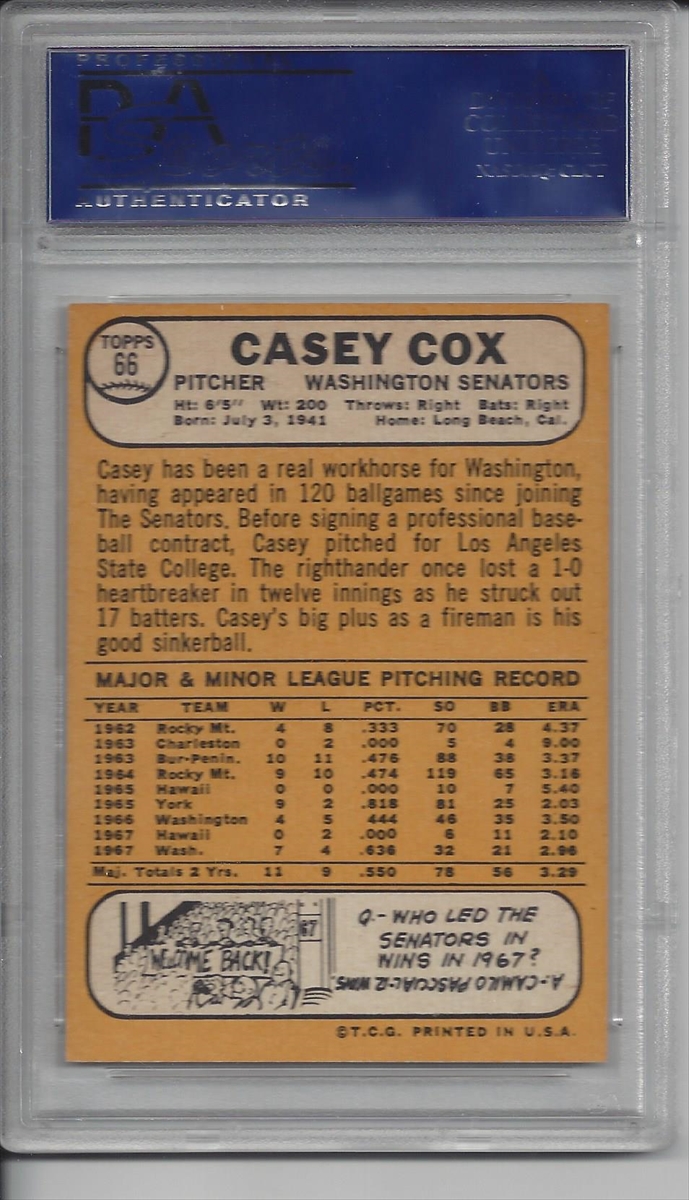 PSA
AUTHENTICATOR
TOPPS
66
CASEY COX
PITCHER WASHINGTON SENATORS
Ht: 6'5" Wt: 200 Throws: Right Bats: Right
Born: July 3, 1941 Home: Long Beach, Cal.
Casey has been a real workhorse for Washington,
having appeared in 120 ballgames since joining
The Senators. Before signing a professional base-
ball contract, Casey pitched for Los Angeles
State College. The righthander once lost a 1-0
heartbreaker in twelve innings as he struck out
17 batters. Casey's big plus as a fireman is his
good sinkerball.
MAJOR & MINOR LEAGUE PITCHING RECORD
YEAR TEAM W L PCT. SO BB ERA
1962 Rocky Mt. 4 8 .333 70 28 4.37
1963 Charleston 0 2 .000 5 4 9.00
1963 Bur-Penin. 10 11 .476 88 38 3.37
1964 Rocky Mt. 9 10 .474 119 65 3.16
1965 Hawaii 0 0 .000 10 7 5.40
1965 York 9 2 .818 81 25 2.03
1966 Washington 4 5 444 46 35 3.50
1967 Hawaii 0 2 .000 6 11 2.10
1967 Wash. 7 4 .636 32 21 2.96
Maj. Totals 2 Yrs. 11 9 .550 78 56 3.29
67
WELCOME BACK!
Q.- WHO LED THE
SENATORS IN
WINS IN 1967?
A.- CAMILO PASCUAL-12 WINS.
©T.C.G. PRINTED IN U.S.A.